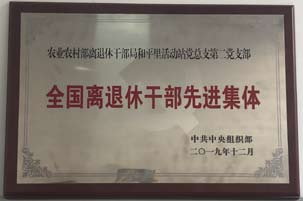 农业农村部离退休干部局和平里活动站党总支第二党支部
全国离退休干部先进集体
中共中央组织部
二〇一九年十二月